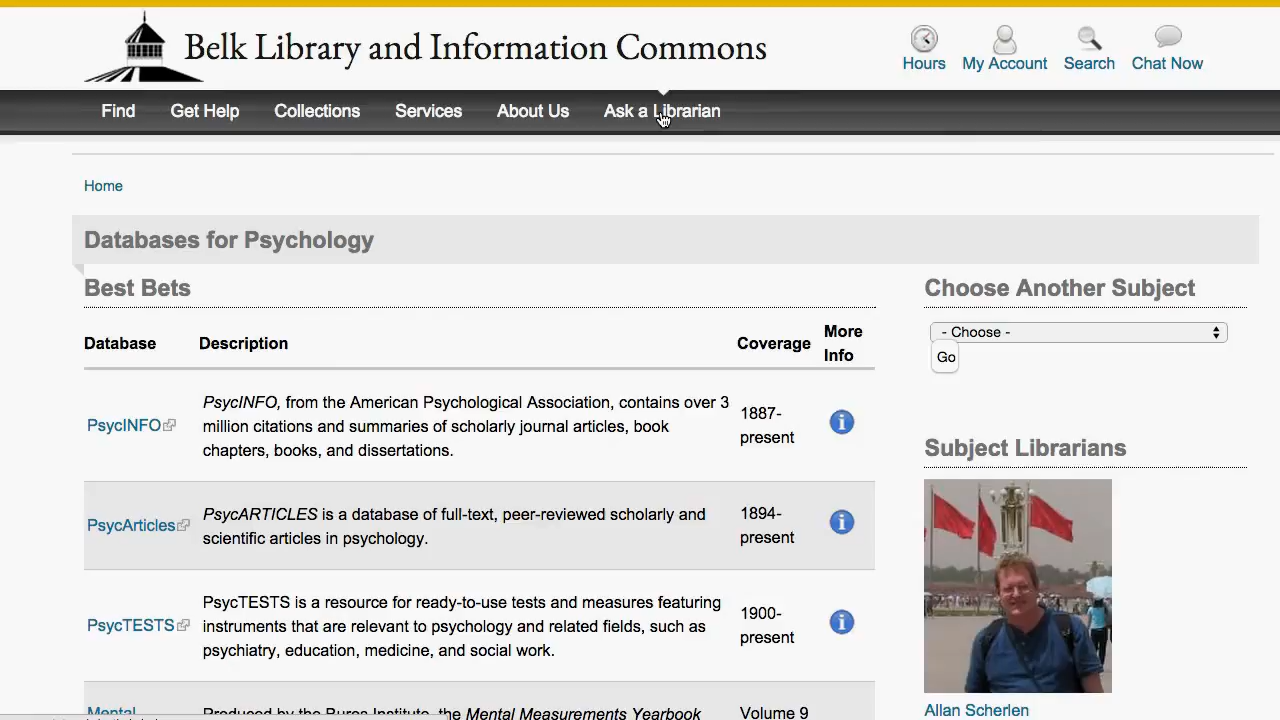 Belk Library and Information Commons
Hours
My Account
Search
Chat Now
Find
Get Help
Collections
Services
About Us
Ask a Librarian
Home
Databases for Psychology
Best Bets
Database
Description
Coverage
More
Info
PsycINFO
PsycINFO, from the American Psychological Association, contains over 3
million citations and summaries of scholarly journal articles, book
chapters, books, and dissertations.
1887-
present
PsycArticles
PsycARTICLES is a database of full-text, peer-reviewed scholarly and
scientific articles in psychology.
1894-
present
PsycTESTS
PsycTESTS is a resource for ready-to-use tests and measures featuring
instruments that are relevant to psychology and related fields, such as
psychiatry, education, medicine, and social work.
1900-
present
Mental
Produced by the Buros Institute, the Mental Measurements Yearbook
Volume 9
Choose Another Subject
- Choose -
Go
Subject Librarians
Allan Scherlen